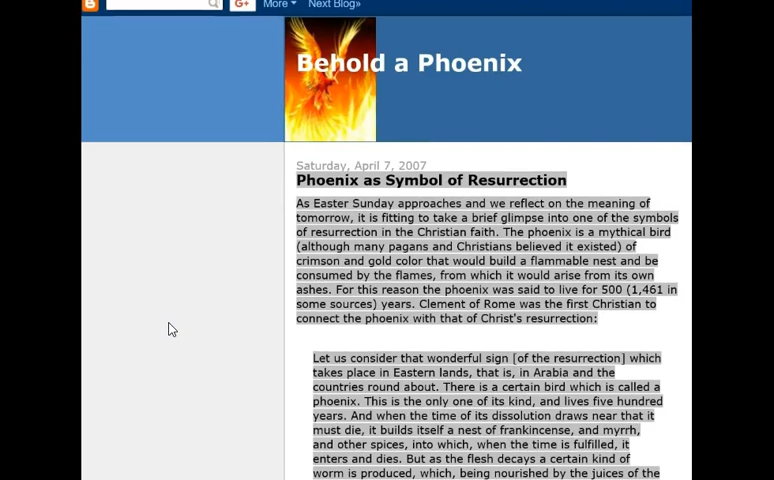 More
Next Blog»
Behold a Phoenix
Saturday, April 7, 2007
Phoenix as Symbol of Resurrection
As Easter Sunday approaches and we reflect on the meaning of
tomorrow, it is fitting to take a brief glimpse into one of the symbols
of resurrection in the Christian faith. The phoenix is a mythical bird
(although many pagans and Christians believed it existed) of
crimson and gold color that would build a flammable nest and be
consumed by the flames, from which it would arise from its own
ashes. For this reason the phoenix was said to live for 500 (1,461 in
some sources) years. Clement of Rome was the first Christian to
connect the phoenix with that of Christ's resurrection:
Let us consider that wonderful sign [of the resurrection] which
takes place in Eastern lands, that is, in Arabia and the
countries round about. There is a certain bird which is called a
phoenix. This is the only one of its kind, and lives five hundred
years. And when the time of its dissolution draws near that it
must die, it builds itself a nest of frankincense, and myrrh,
and other spices, into which, when the time is fulfilled, it
enters and dies. But as the flesh decays a certain kind of
worm is produced, which, being nourished by the juices of the